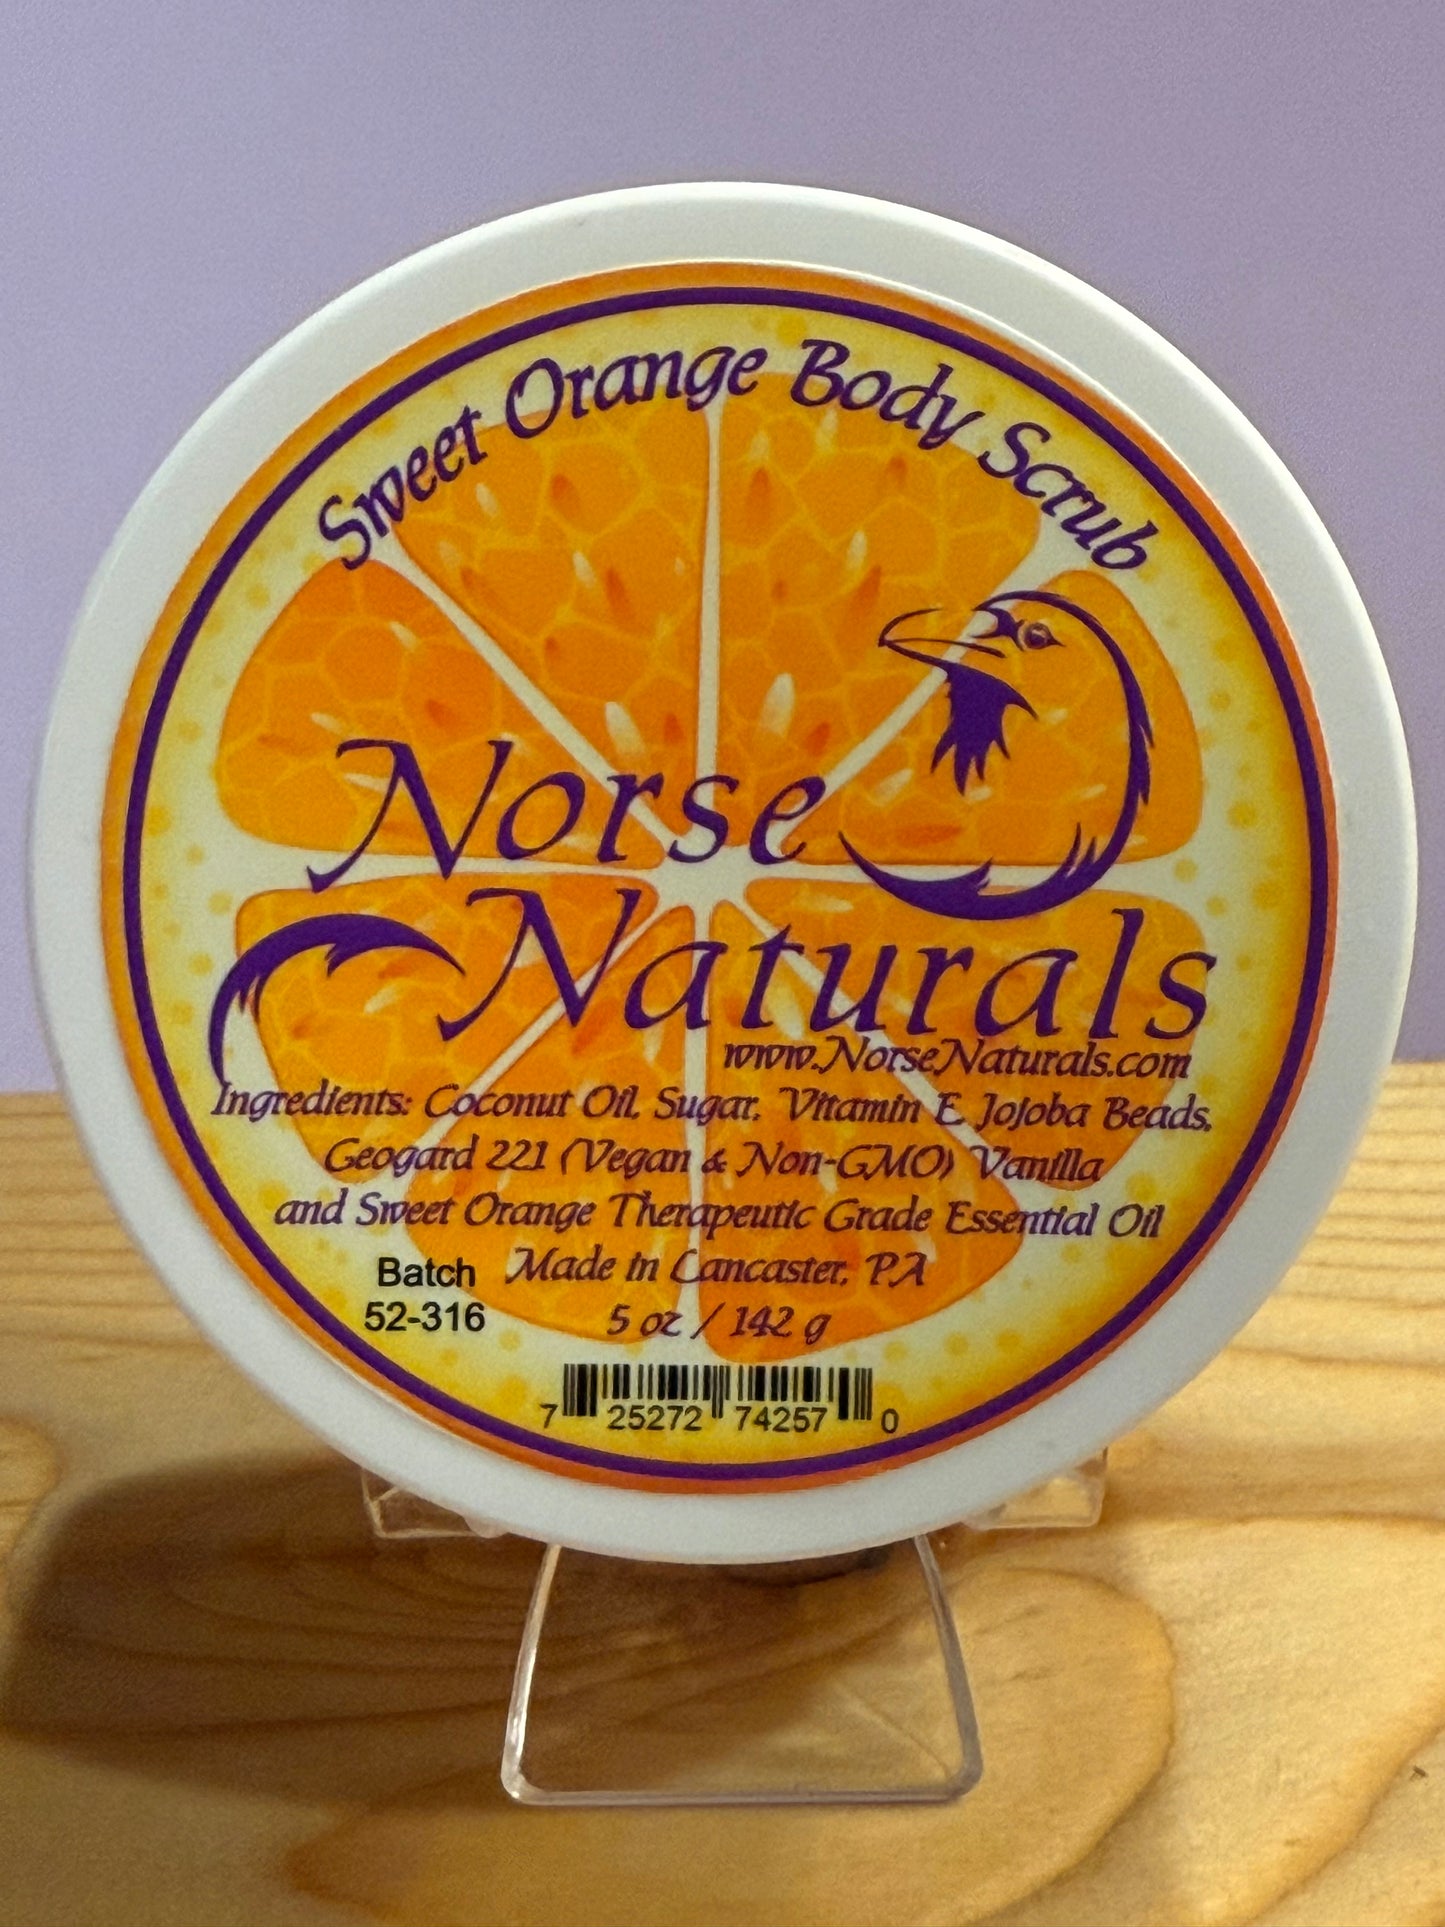 Sweet Orange Body Scrub
Norse
Naturals
www.NorseNaturals.com
Ingredients: Coconut Oil, Sugar, Vitamin E, Jojoba Beads,
Geogard 221 (Vegan & Non-GMO) Vanilla
and Sweet Orange Therapeutic Grade Essential Oil
Made in Lancaster, PA
5 oz / 142 g
Batch
52-316
7 25272 74257 0